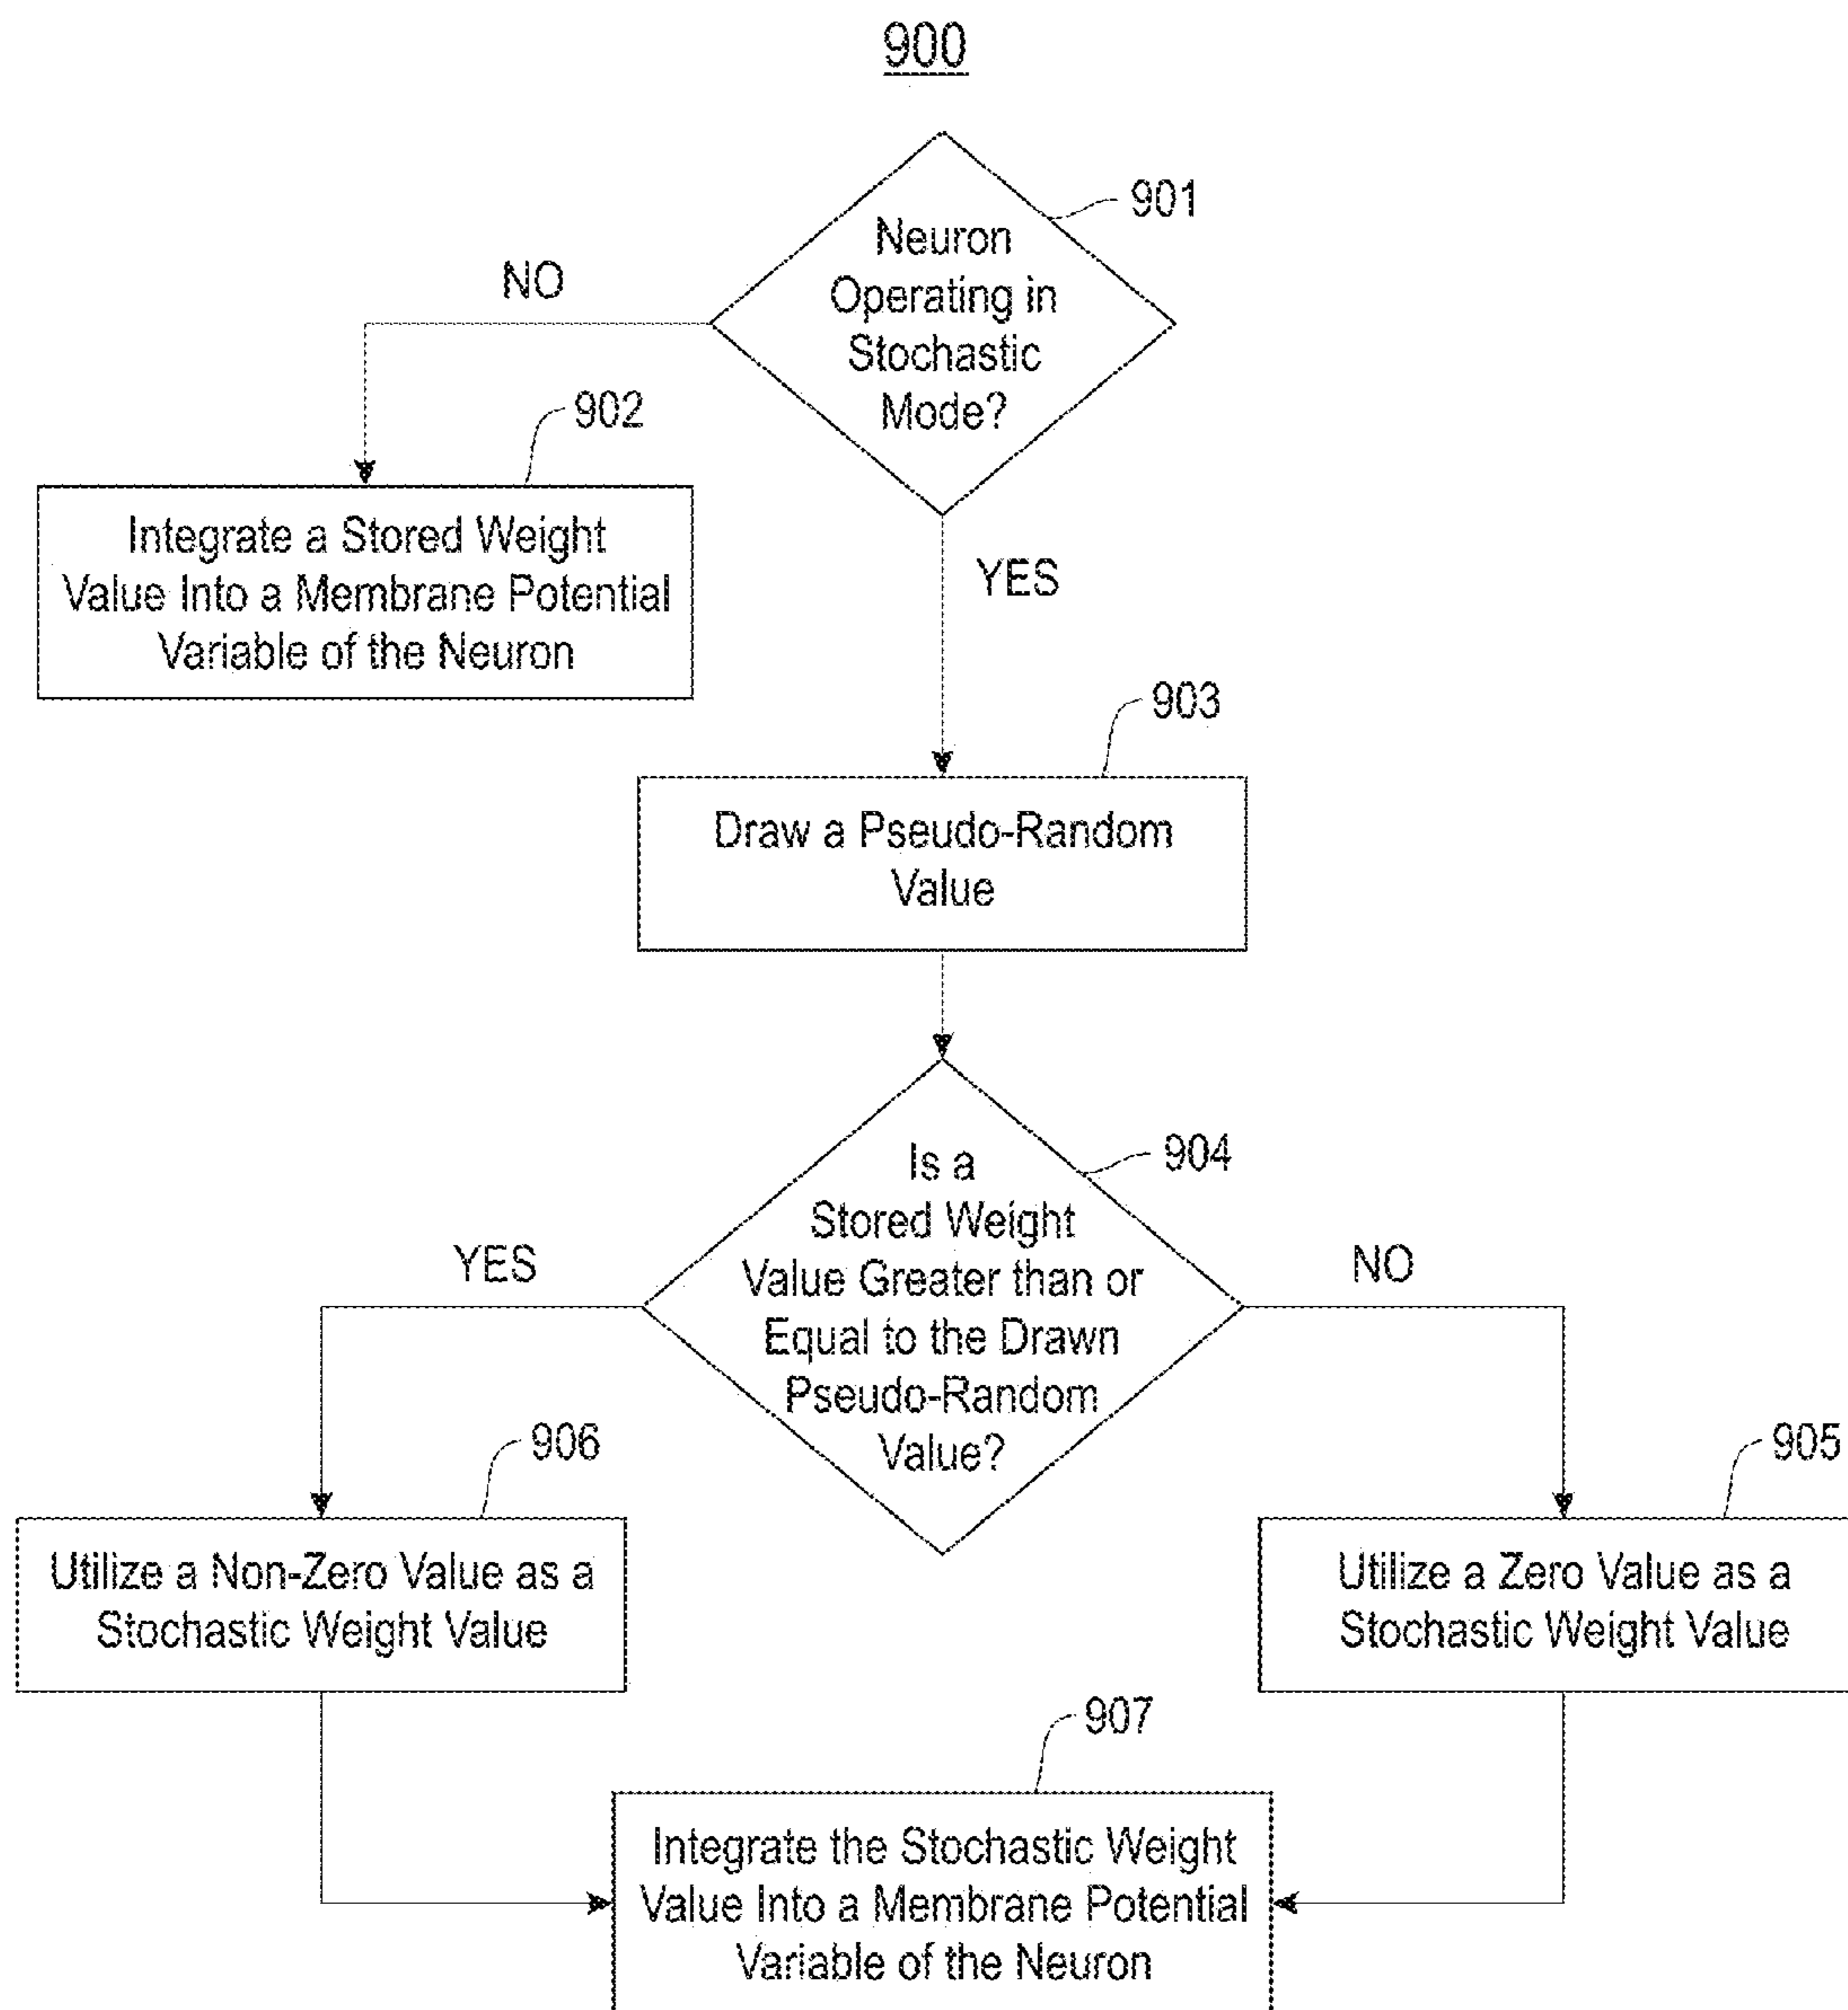 900
901
Neuron
Operating in
Stochastic
Mode?
NO
YES
902
Integrate a Stored Weight
Value Into a Membrane Potential
Variable of the Neuron
903
Draw a Pseudo-Random
Value
904
Is a
Stored Weight
Value Greater than or
Equal to the Drawn
Pseudo-Random
Value?
YES
NO
906
Utilize a Non-Zero Value as a
Stochastic Weight Value
905
Utilize a Zero Value as a
Stochastic Weight Value
907
Integrate the Stochastic Weight
Value Into a Membrane Potential
Variable of the Neuron